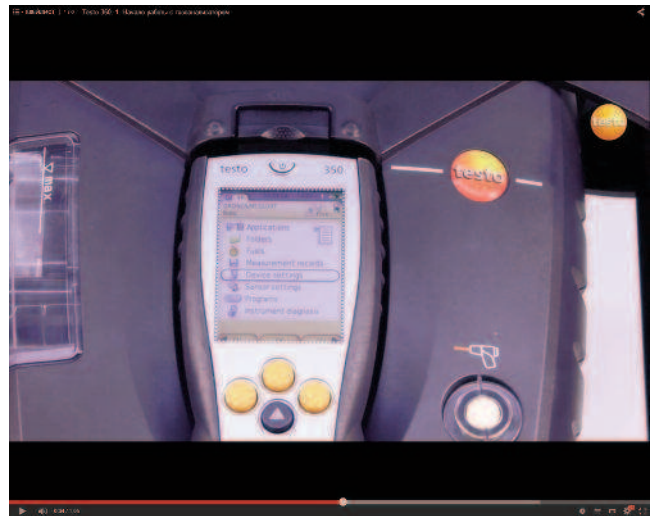 Testo 350: 1. Начало работы с газоанализатором
testo
testo 350
testo
max
Applications
Folders
Fuels
Measurement records
Device settings
Sensor settings
Programs
Instrument diagnosis